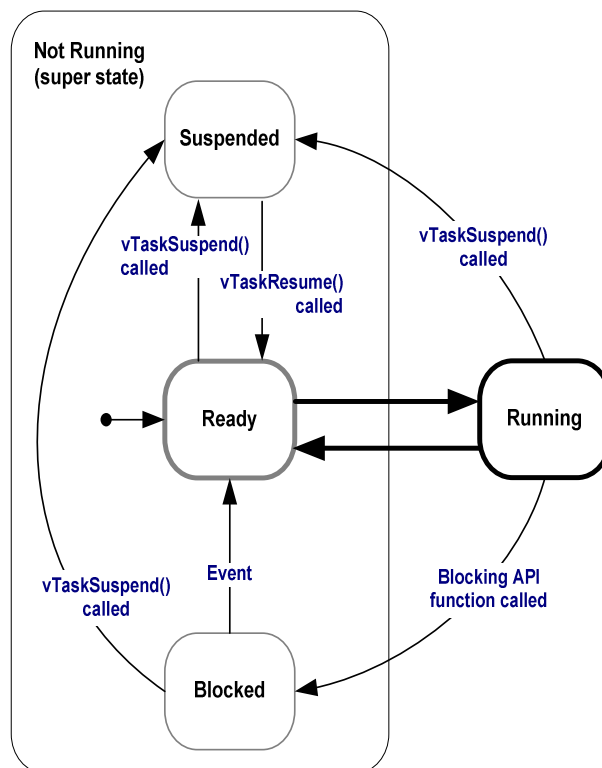 Not Running
(super state)
Suspended
vTaskSuspend()
called
vTaskSuspend()
called
vTaskResume()
called
Ready
Running
Event
vTaskSuspend()
called
Blocking API
function called
Blocked